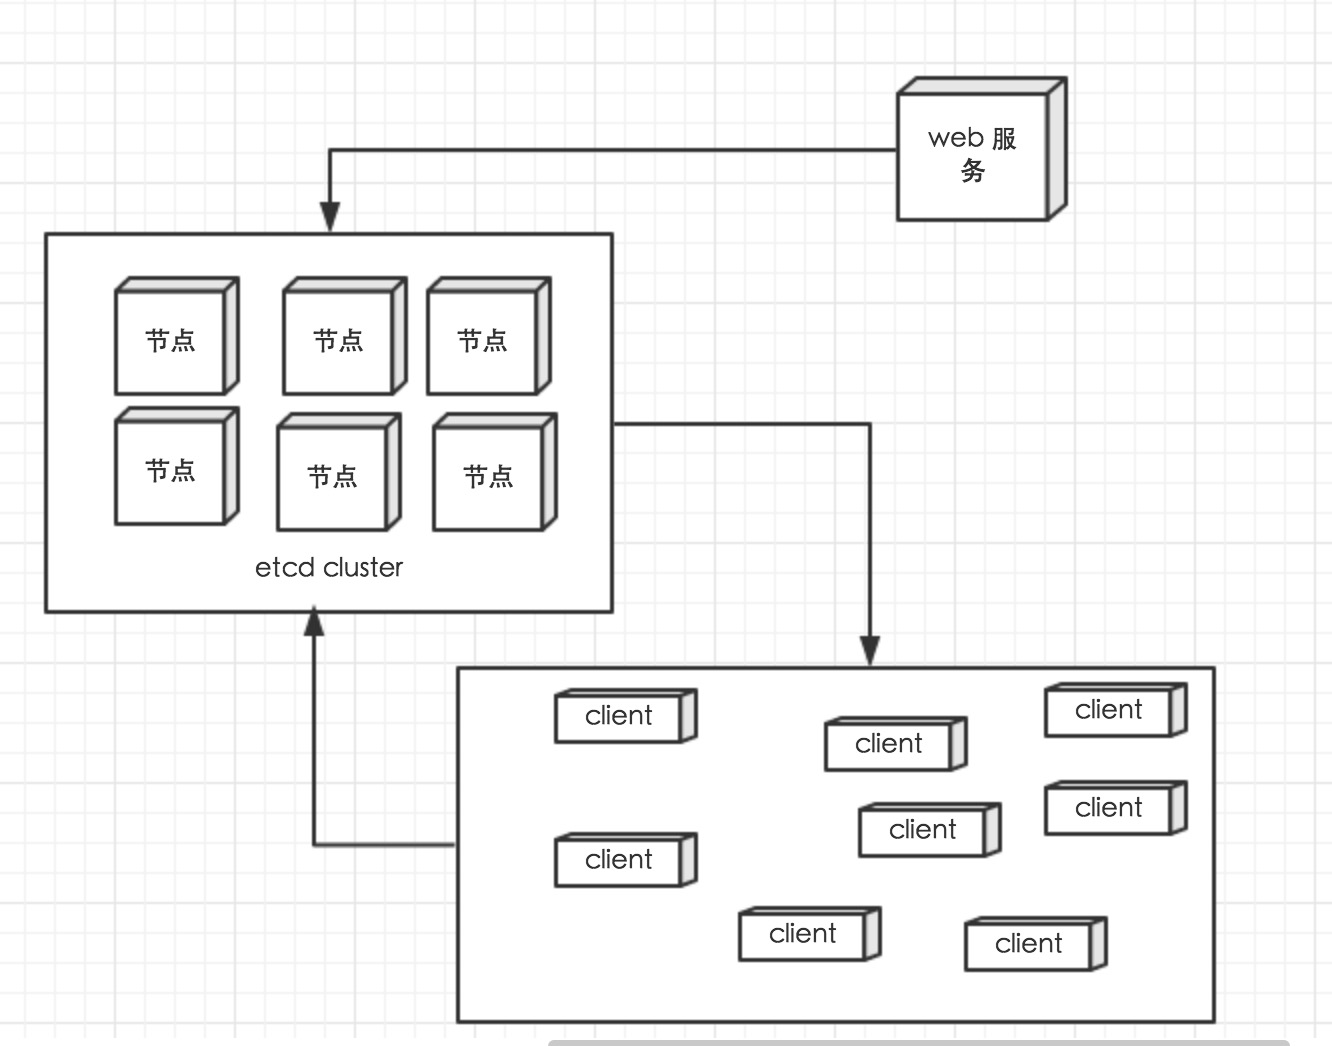 web 服
务
节点
节点
节点
节点
节点
节点
etcd cluster
client
client
client
client
client
client
client
client